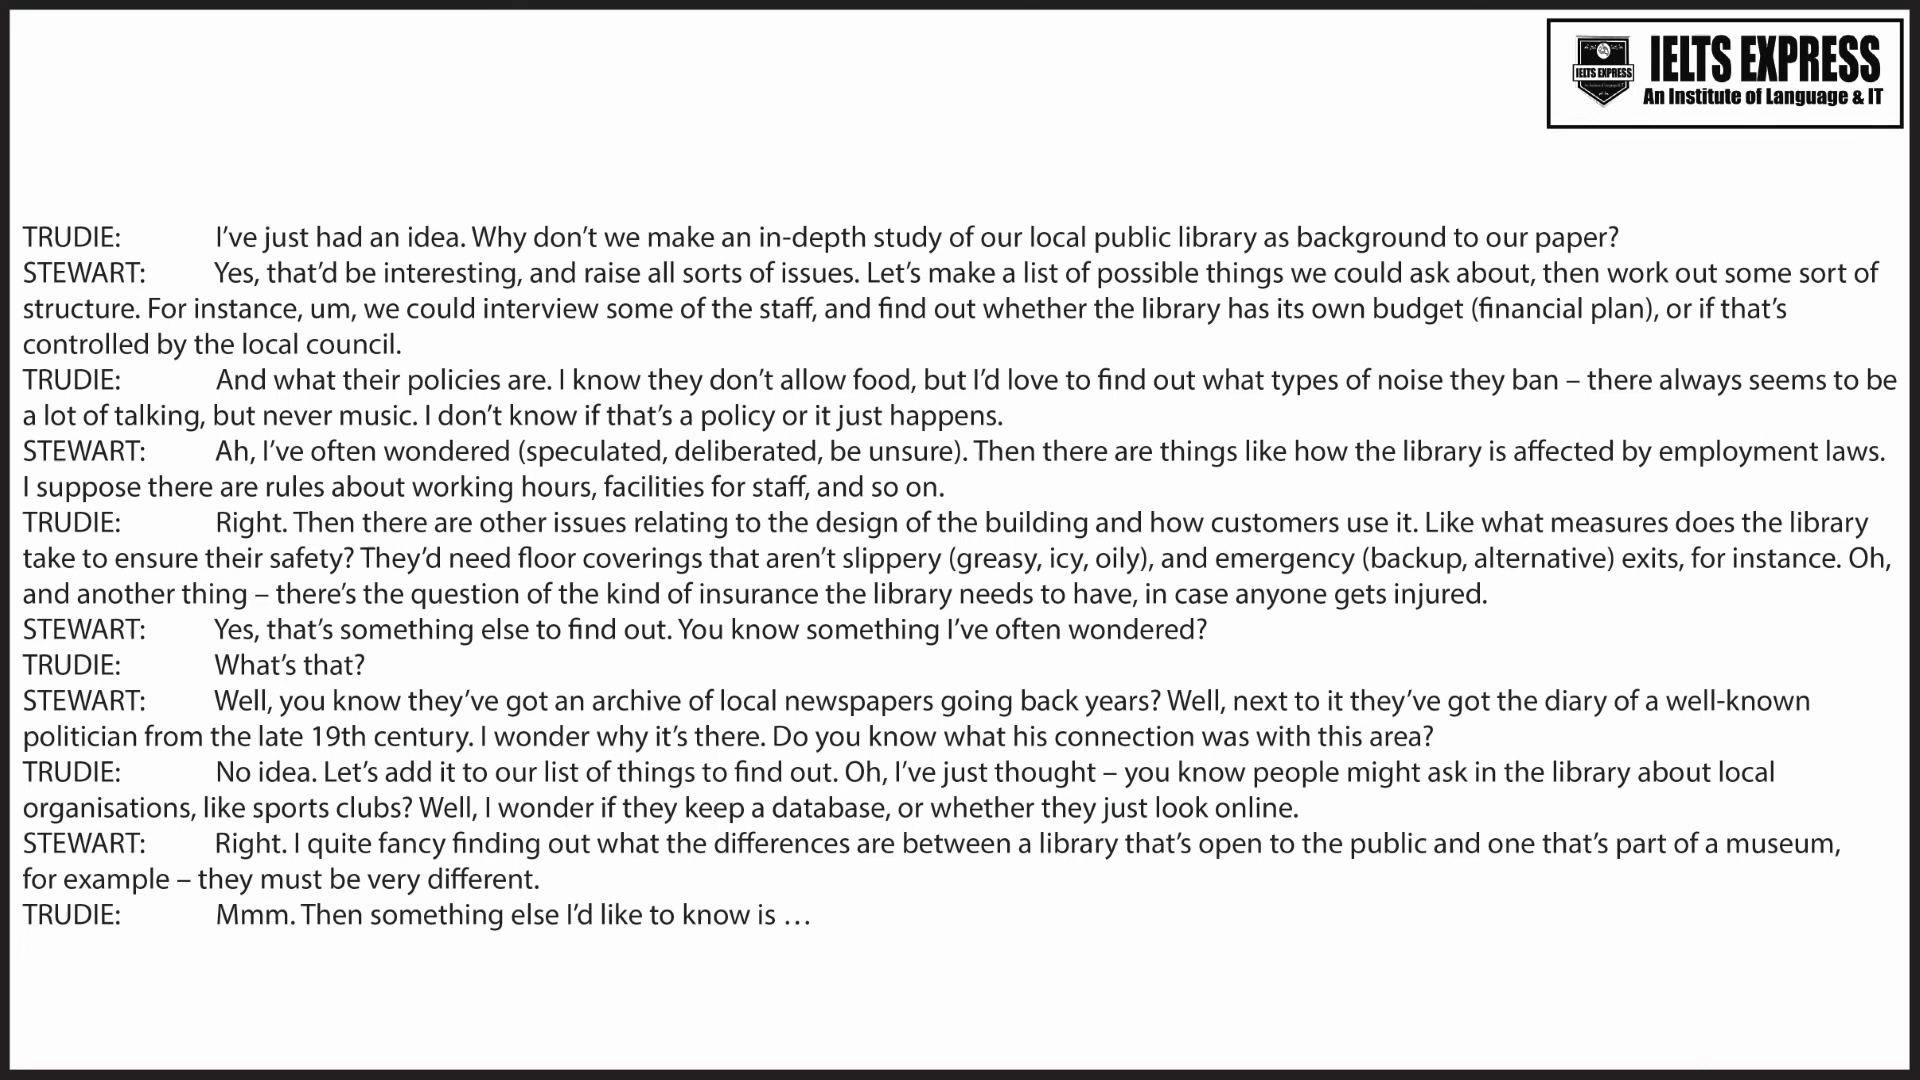 IELTS EXPRESS
IELTS EXPRESS
An Institute of Language & IT
TRUDIE: I’ve just had an idea. Why don’t we make an in-depth study of our local public library as background to our paper?
STEWART: Yes, that’d be interesting, and raise all sorts of issues. Let’s make a list of possible things we could ask about, then work out some sort of
structure. For instance, um, we could interview some of the staff, and find out whether the library has its own budget (financial plan), or if that’s
controlled by the local council.
TRUDIE: And what their policies are. I know they don’t allow food, but I’d love to find out what types of noise they ban – there always seems to be
a lot of talking, but never music. I don’t know if that’s a policy or it just happens.
STEWART: Ah, I’ve often wondered (speculated, deliberated, be unsure). Then there are things like how the library is affected by employment laws.
I suppose there are rules about working hours, facilities for staff, and so on.
TRUDIE: Right. Then there are other issues relating to the design of the building and how customers use it. Like what measures does the library
take to ensure their safety? They’d need floor coverings that aren’t slippery (greasy, icy, oily), and emergency (backup, alternative) exits, for instance. Oh,
and another thing – there’s the question of the kind of insurance the library needs to have, in case anyone gets injured.
STEWART: Yes, that’s something else to find out. You know something I’ve often wondered?
TRUDIE: What’s that?
STEWART: Well, you know they’ve got an archive of local newspapers going back years? Well, next to it they’ve got the diary of a well-known
politician from the late 19th century. I wonder why it’s there. Do you know what his connection was with this area?
TRUDIE: No idea. Let’s add it to our list of things to find out. Oh, I’ve just thought – you know people might ask in the library about local
organisations, like sports clubs? Well, I wonder if they keep a database, or whether they just look online.
STEWART: Right. I quite fancy finding out what the differences are between a library that’s open to the public and one that’s part of a museum,
for example – they must be very different.
TRUDIE: Mmm. Then something else I’d like to know is …